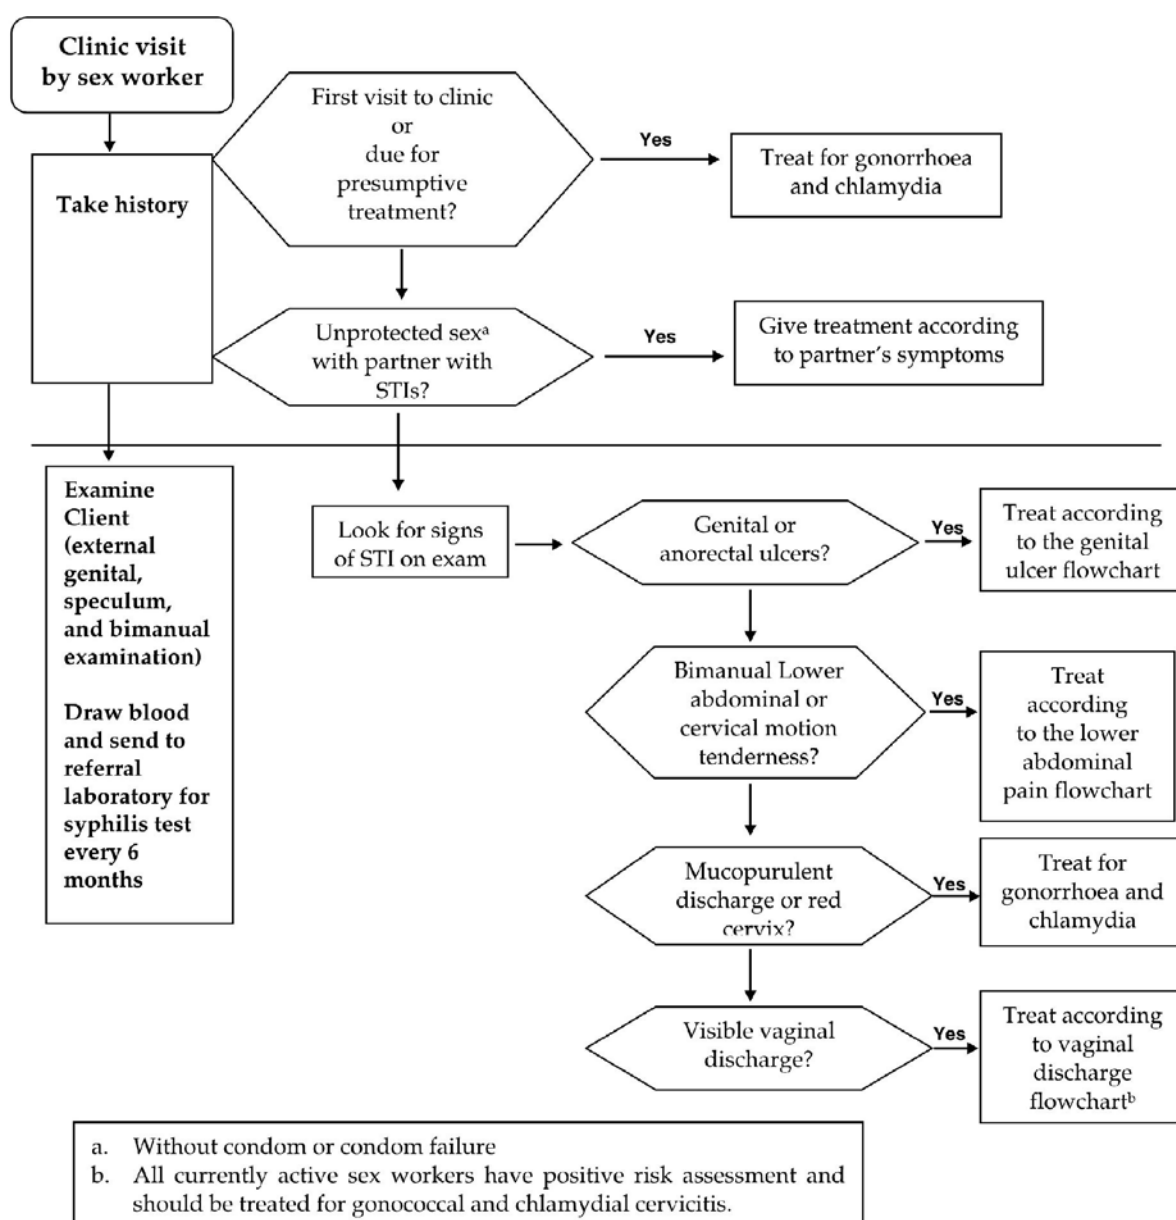 Clinic visit
by sex worker
First visit to clinic
or
due for
presumptive
treatment?
Yes
Treat for gonorrhoea
and chlamydia
Take history
Unprotected sexᵃ
with partner with
STIs?
Yes
Give treatment according
to partner's symptoms
Examine
Client
(external
genital,
speculum,
and bimanual
examination)
Draw blood
and send to
referral
laboratory for
syphilis test
every 6
months
Look for signs
of STI on exam
Genital or
anorectal ulcers?
Yes
Treat according
to the genital
ulcer flowchart
Bimanual Lower
abdominal or
cervical motion
tenderness?
Yes
Treat
according
to the lower
abdominal
pain flowchart
Mucopurulent
discharge or red
cervix?
Yes
Treat for
gonorrhoea and
chlamydia
Visible vaginal
discharge?
Yes
Treat according
to vaginal
discharge
flowchartᵇ
a. Without condom or condom failure
b. All currently active sex workers have positive risk assessment and
should be treated for gonococcal and chlamydial cervicitis.